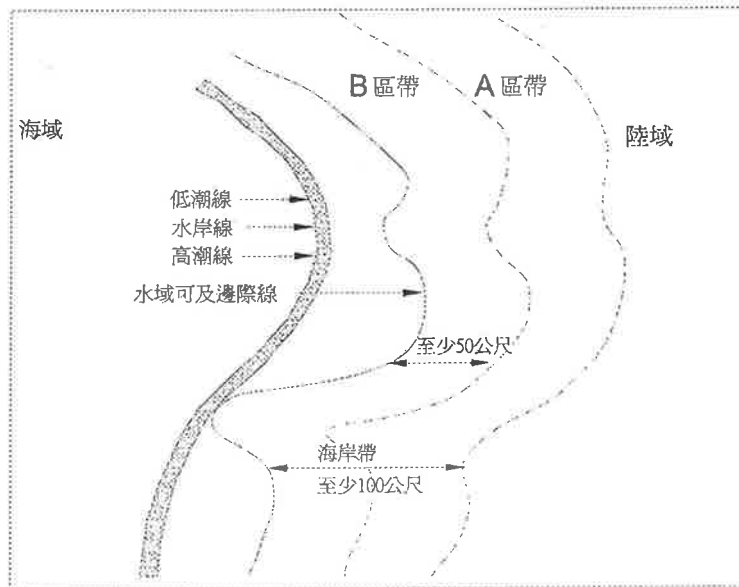 B區帶
A區帶
海域
陸域
低潮線
水岸線
高潮線
水域可及邊際線
至少50公尺
海岸帶
至少100公尺